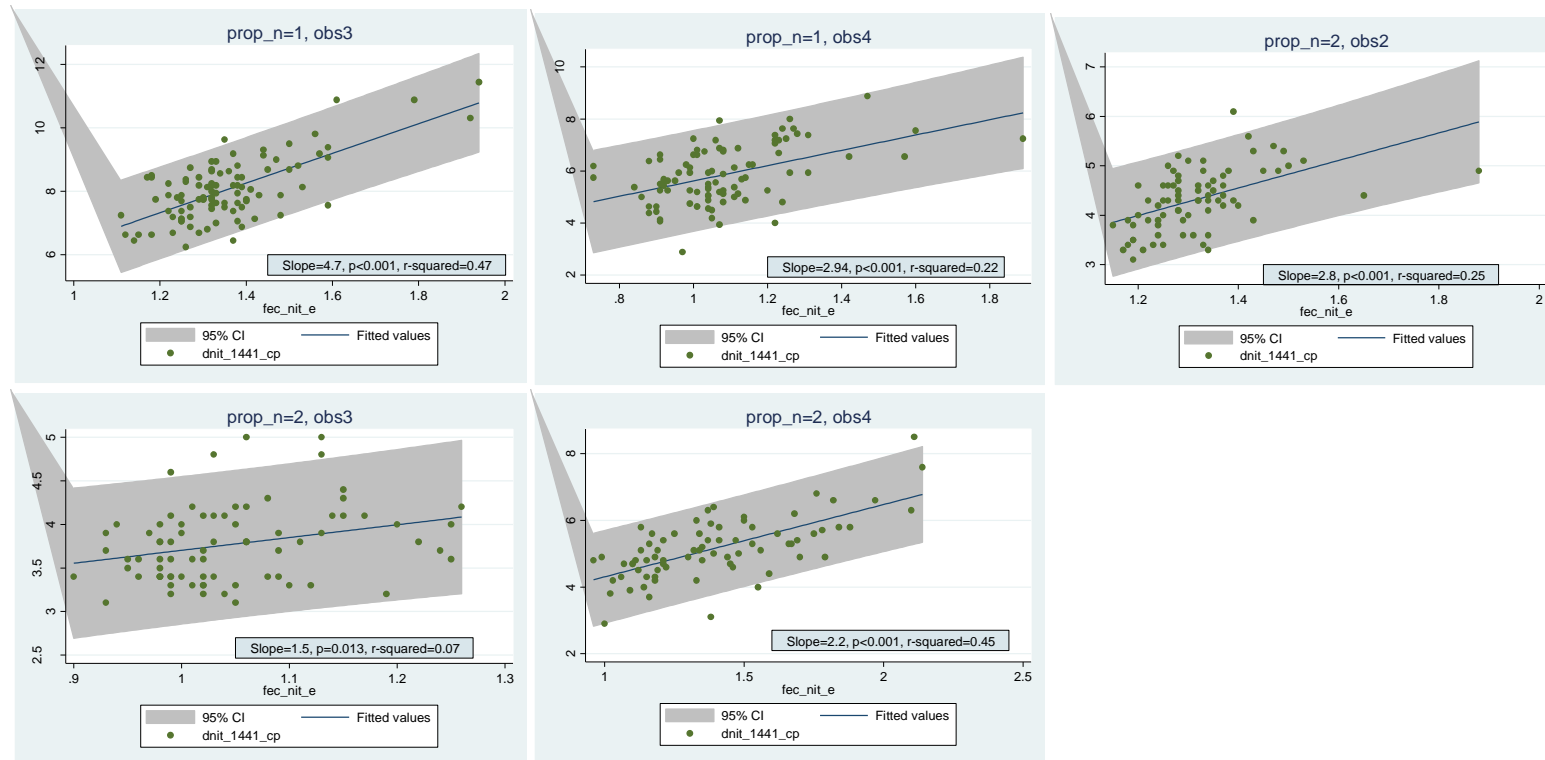 prop_n=1, obs3
12
10
8
6
1 1.2 1.4 1.6 1.8 2
fec_nit_e
Slope=4.7, p<0.001, r-squared=0.47
95% CI Fitted values
dnit_1441_cp
prop_n=1, obs4
10
8
6
4
2
.8 1 1.2 1.4 1.6 1.8
fec_nit_e
Slope=2.94, p<0.001, r-squared=0.22
95% CI Fitted values
dnit_1441_cp
prop_n=2, obs2
7
6
5
4
3
1.2 1.4 1.6 1.8 2
fec_nit_e
Slope=2.8, p<0.001, r-squared=0.25
95% CI Fitted values
dnit_1441_cp
prop_n=2, obs3
5
4.5
4
3.5
3
2.5
.9 1 1.1 1.2 1.3
fec_nit_e
Slope=1.5, p=0.013, r-squared=0.07
95% CI Fitted values
dnit_1441_cp
prop_n=2, obs4
8
6
4
2
1 1.5 2 2.5
fec_nit_e
Slope=2.2, p<0.001, r-squared=0.45
95% CI Fitted values
dnit_1441_cp